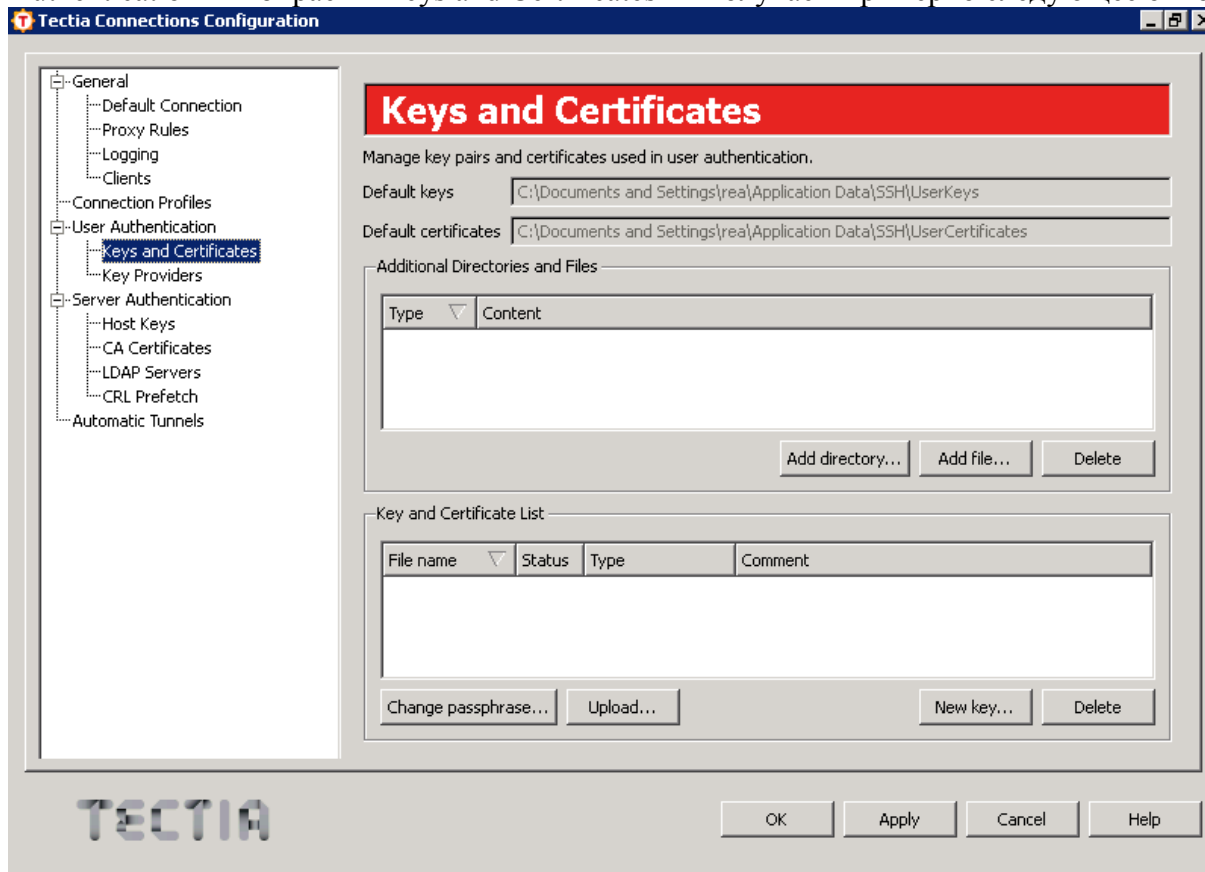 Tectia Connections Configuration
General
Default Connection
Proxy Rules
Logging
Clients
Connection Profiles
User Authentication
Keys and Certificates
Key Providers
Server Authentication
Host Keys
CA Certificates
LDAP Servers
CRL Prefetch
Automatic Tunnels
Keys and Certificates
Manage key pairs and certificates used in user authentication.
Default keys C:\Documents and Settings\rea\Application Data\SSH\UserKeys
Default certificates C:\Documents and Settings\rea\Application Data\SSH\UserCertificates
Additional Directories and Files
Type Content
Add directory... Add file... Delete
Key and Certificate List
File name Status Type Comment
Change passphrase... Upload... New key... Delete
TECTIA
OK Apply Cancel Help